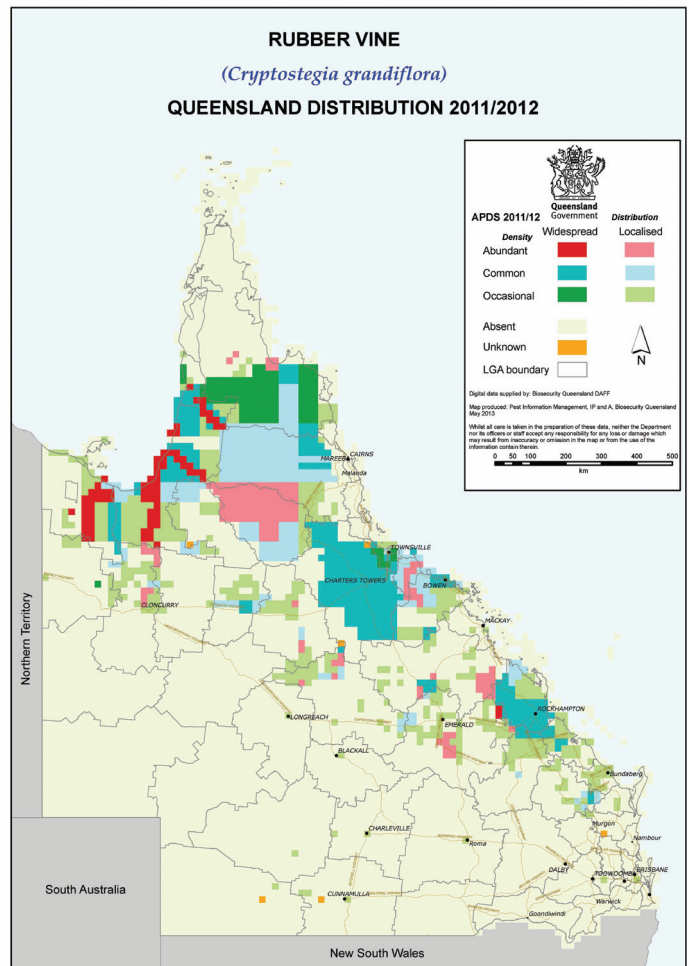 RUBBER VINE
(Cryptostegia grandiflora)
QUEENSLAND DISTRIBUTION 2011/2012
Queensland
Government
APDS 2011/12 Distribution
Density Widespread Localised
Abundant
Common
Occasional
Absent
Unknown
LGA boundary
N
Digital data supplied by: Biosecurity Queensland DAFF
Map produced: Pest Information Management, IP and A, Biosecurity Queensland
May 2013
Whilst all care is taken in the preparation of these data, neither the Department
nor its officers or staff accept any responsibility for any loss or damage which
may result from inaccuracy or omission in the map or from the use of the
information contain therein.
0 50 100 200 300 400 500
km
CAIRNS
MAREEBA
Malanda
TOWNSVILLE
CHARTERS TOWERS
BOWEN
CLONCURRY
MACKAY
Northern Territory
LONGREACH
EMERALD
ROCKHAMPTON
BLACKALL
Bundaberg
Murgon
CHARLEVILLE
Roma
Nambour
DALBY
TOOWOOMBA
BRISBANE
South Australia
CUNNAMULLA
Warwick
Goondiwindi
New South Wales